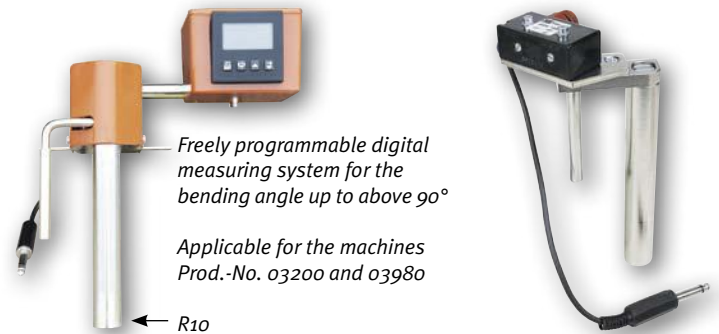 Freely programmable digital
measuring system for the
bending angle up to above 90°
Applicable for the machines
Prod.-No. 03200 and 03980
R10